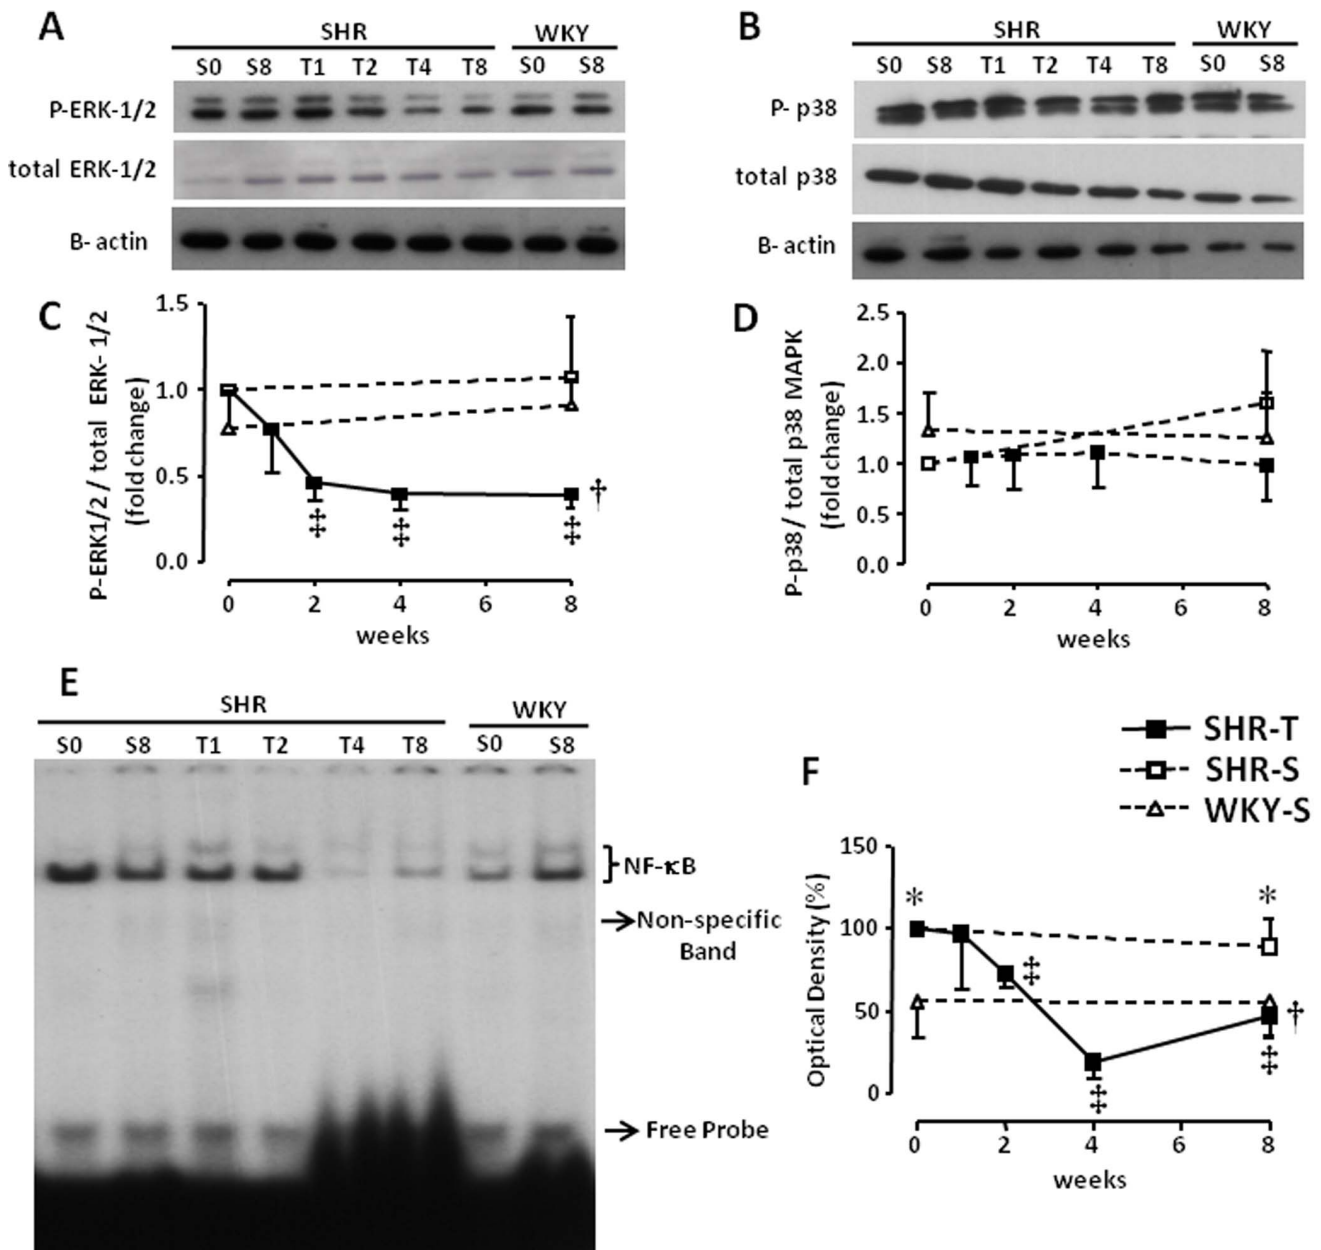 A
SHR WKY
S0 S8 T1 T2 T4 T8 S0 S8
P-ERK-1/2
total ERK-1/2
B- actin
B
SHR WKY
S0 S8 T1 T2 T4 T8 S0 S8
P- p38
total p38
B- actin
C
P-ERK1/2 / total ERK- 1/2
(fold change)
1.5
1.0
0.5
0.0
‡ ‡ ‡ †
0 2 4 6 8
weeks
D
P-p38 / total p38 MAPK
(fold change)
2.5
2.0
1.5
1.0
0.5
0.0
0 2 4 6 8
weeks
E
SHR WKY
S0 S8 T1 T2 T4 T8 S0 S8
NF-κB
Non-specific
Band
Free Probe
SHR-T
SHR-S
WKY-S
F
Optical Density (%)
150
100
50
0
* *
‡ ‡ ‡ †
0 2 4 6 8
weeks